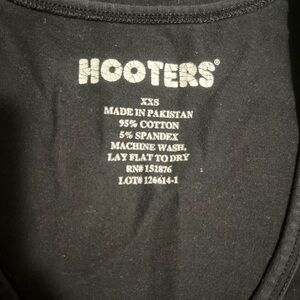 HOOTERS®
XXS
MADE IN PAKISTAN
95% COTTON
5% SPANDEX
MACHINE WASH,
LAY FLAT TO DRY
RN# 151876
LOT# 126614-1